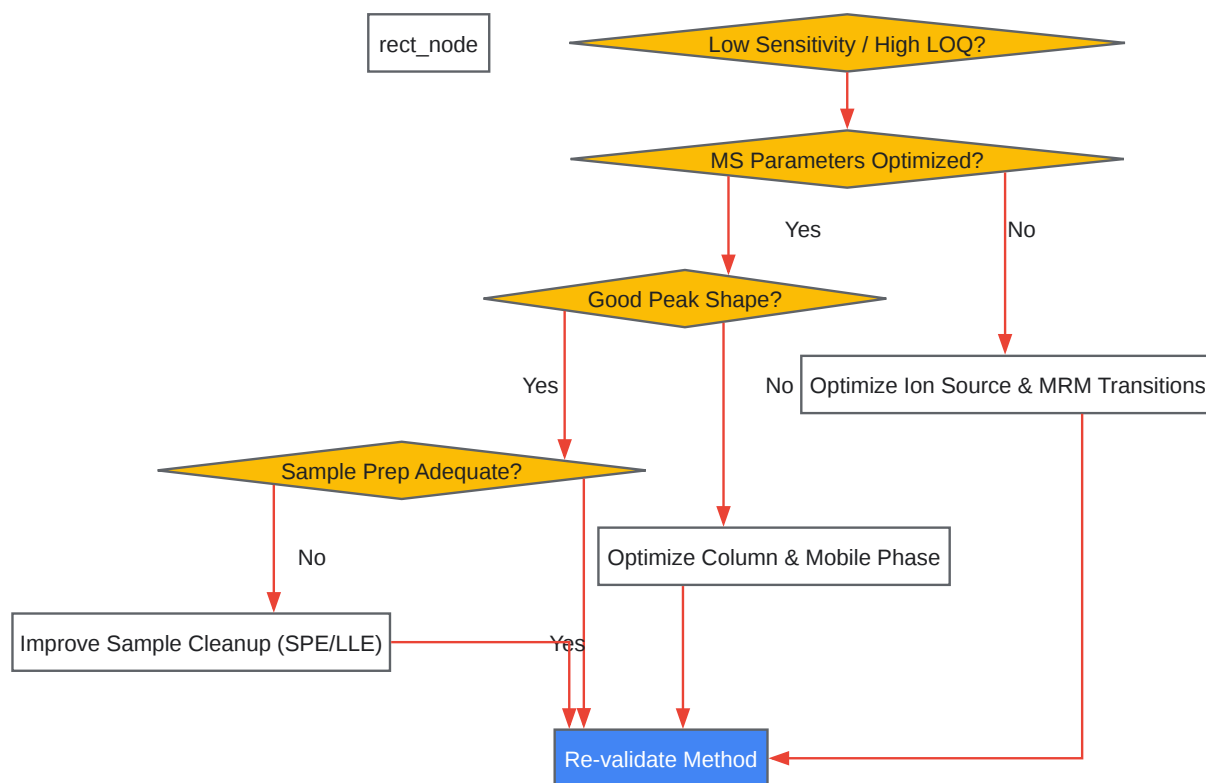 rect_node
Low Sensitivity / High LOQ?
MS Parameters Optimized?
Yes
No
Good Peak Shape?
Yes
No
Optimize Ion Source & MRM Transitions
Sample Prep Adequate?
No
Optimize Column & Mobile Phase
Improve Sample Cleanup (SPE/LLE)
Yes
Re-validate Method